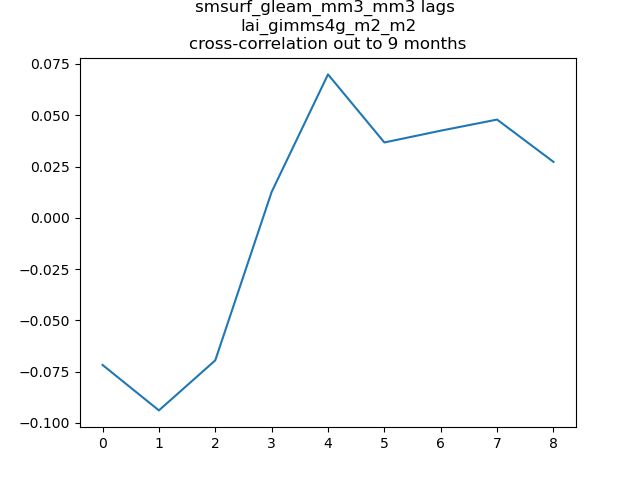 smsurf_gleam_mm3_mm3 lags
lai_gimms4g_m2_m2
cross-correlation out to 9 months
0.075
0.050
0.025
0.000
−0.025
−0.050
−0.075
−0.100
0 1 2 3 4 5 6 7 8